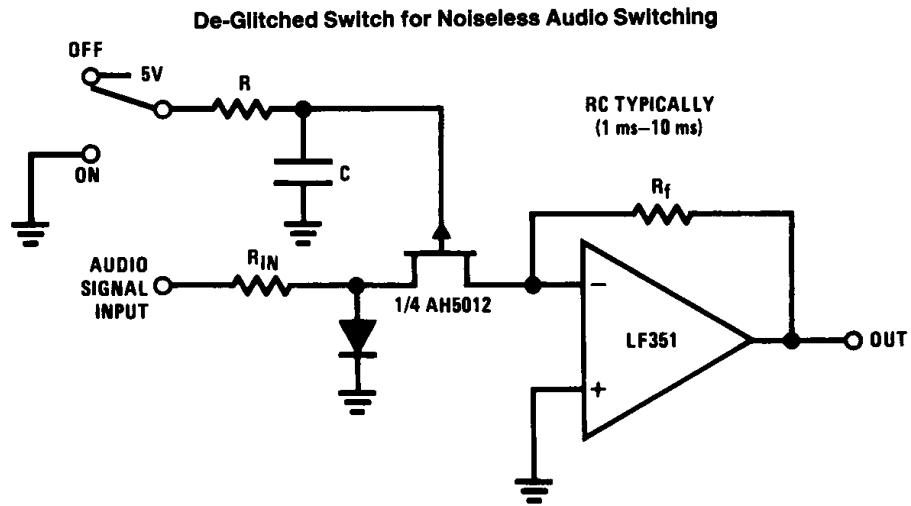 De-Glitched Switch for Noiseless Audio Switching
OFF
5V
R
RC TYPICALLY
(1 ms–10 ms)
C
ON
Rf
AUDIO
SIGNAL
INPUT
RIN
1/4 AH5012
−
LF351
OUT
+